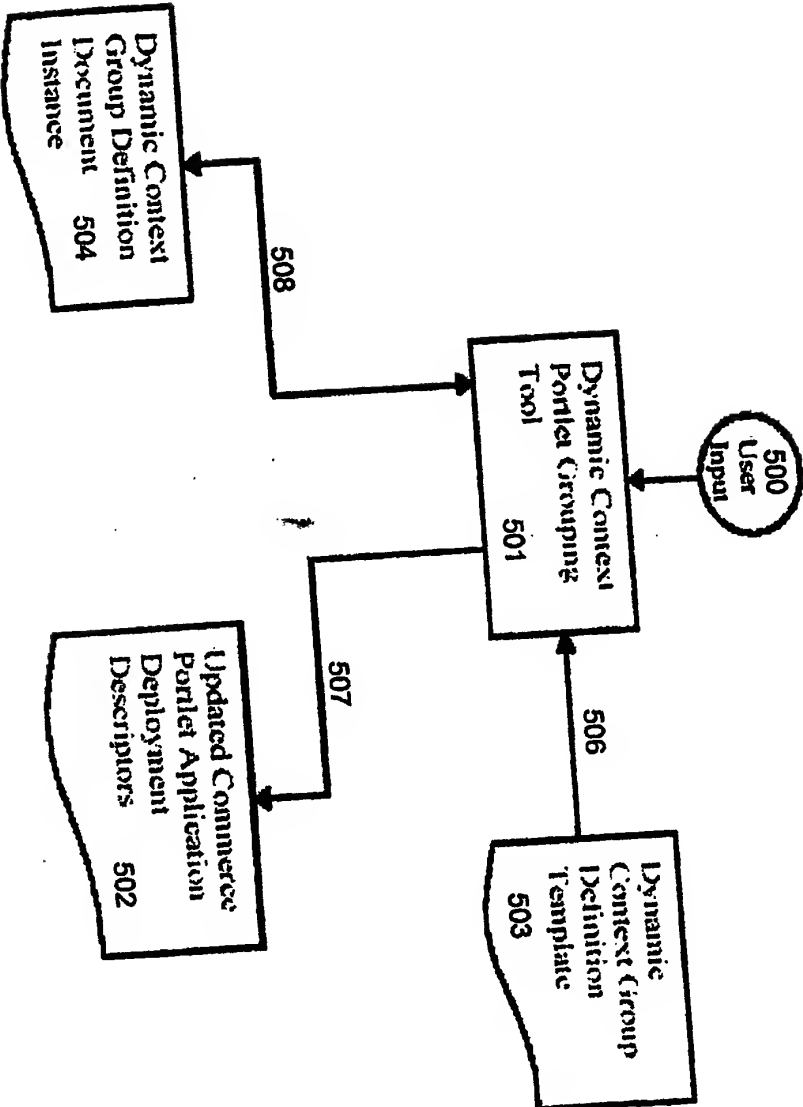 500
User
Input
Dynamic Context
Portlet Grouping
Tool
501
506
Dynamic
Context Group
Definition
Template
503
508
507
Dynamic Context
Group Definition
Document 504
Instance
Updated Commerce
Portlet Application
Deployment
Descriptors 502